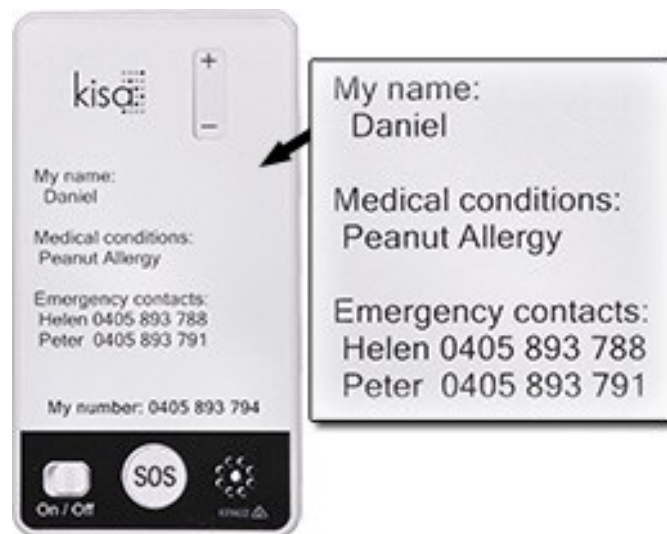 kisa
+
−
My name:
Daniel
Medical conditions:
Peanut Allergy
Emergency contacts:
Helen 0405 893 788
Peter 0405 893 791
My number: 0405 893 794
SOS
On / Off
My name:
Daniel
Medical conditions:
Peanut Allergy
Emergency contacts:
Helen 0405 893 788
Peter 0405 893 791